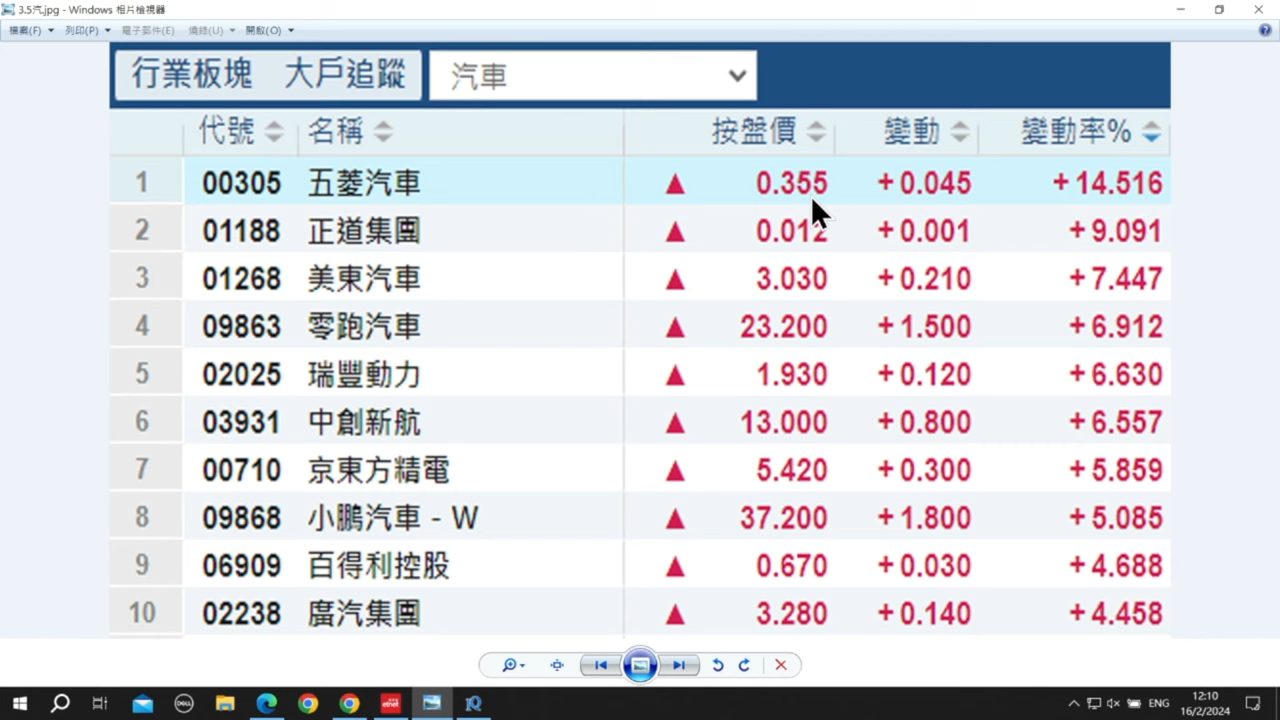 3.5汽.jpg - Windows 相片檢視器
檔案(F) 列印(P) 電子郵件(E) 燒錄(U) 開啟(O)
行業板塊 大戶追蹤 汽車
代號 名稱 按盤價 變動 變動率%
1 00305 五菱汽車 ▲ 0.355 +0.045 +14.516
2 01188 正道集團 ▲ 0.012 +0.001 +9.091
3 01268 美東汽車 ▲ 3.030 +0.210 +7.447
4 09863 零跑汽車 ▲ 23.200 +1.500 +6.912
5 02025 瑞豐動力 ▲ 1.930 +0.120 +6.630
6 03931 中創新航 ▲ 13.000 +0.800 +6.557
7 00710 京東方精電 ▲ 5.420 +0.300 +5.859
8 09868 小鵬汽車 - W ▲ 37.200 +1.800 +5.085
9 06909 百得利控股 ▲ 0.670 +0.030 +4.688
10 02238 廣汽集團 ▲ 3.280 +0.140 +4.458
DELL etnet ENG 12:10
16/2/2024